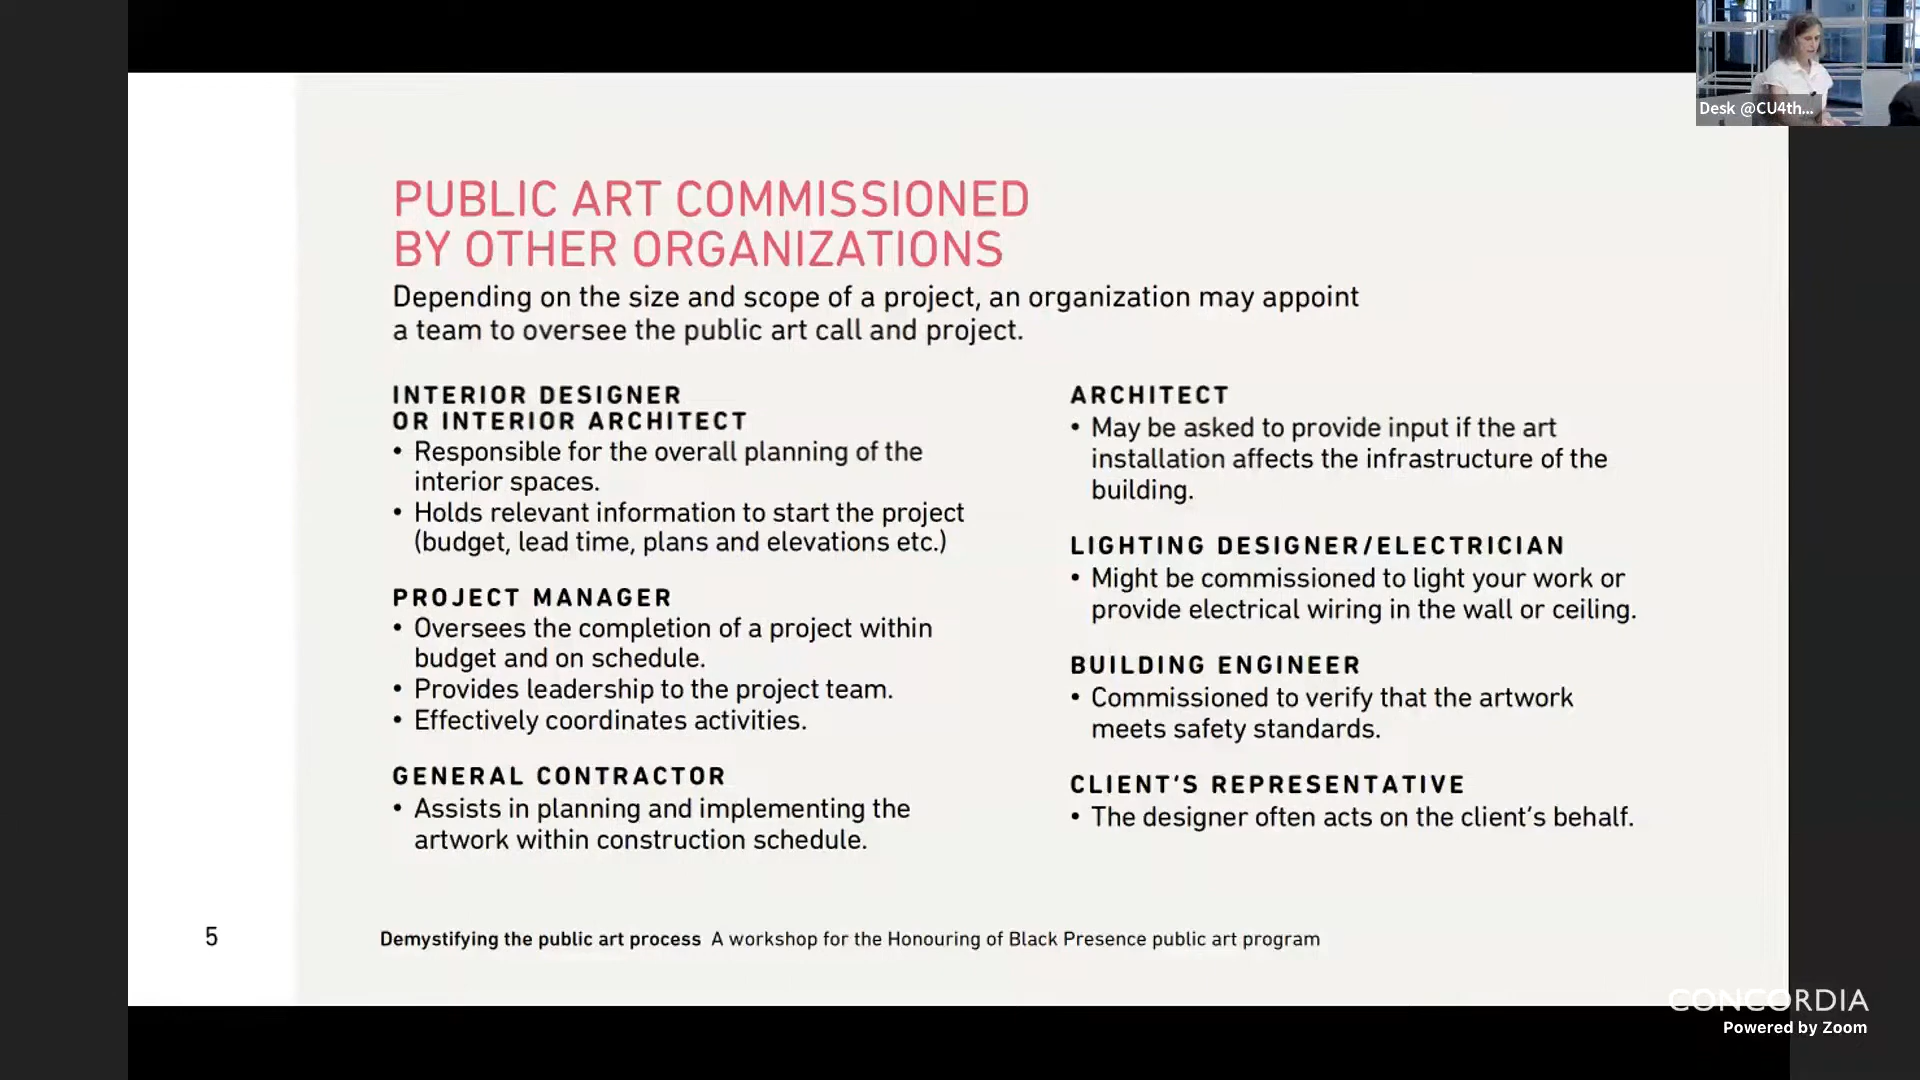 Desk @CU4th...
PUBLIC ART COMMISSIONED
BY OTHER ORGANIZATIONS
Depending on the size and scope of a project, an organization may appoint
a team to oversee the public art call and project.
INTERIOR DESIGNER
OR INTERIOR ARCHITECT
• Responsible for the overall planning of the
interior spaces.
• Holds relevant information to start the project
(budget, lead time, plans and elevations etc.)
PROJECT MANAGER
• Oversees the completion of a project within
budget and on schedule.
• Provides leadership to the project team.
• Effectively coordinates activities.
GENERAL CONTRACTOR
• Assists in planning and implementing the
artwork within construction schedule.
ARCHITECT
• May be asked to provide input if the art
installation affects the infrastructure of the
building.
LIGHTING DESIGNER/ELECTRICIAN
• Might be commissioned to light your work or
provide electrical wiring in the wall or ceiling.
BUILDING ENGINEER
• Commissioned to verify that the artwork
meets safety standards.
CLIENT'S REPRESENTATIVE
• The designer often acts on the client's behalf.
5
Demystifying the public art process A workshop for the Honouring of Black Presence public art program
CONCORDIA
Powered by Zoom